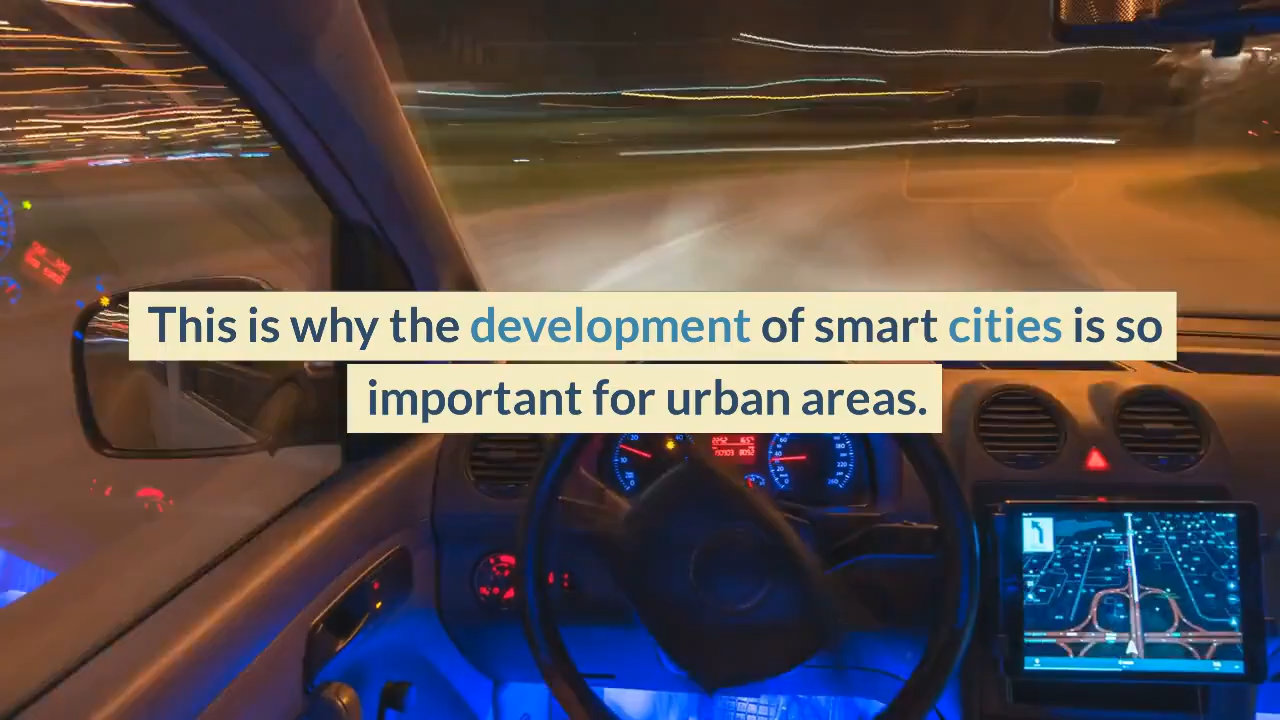 This is why the development of smart cities is so
important for urban areas.